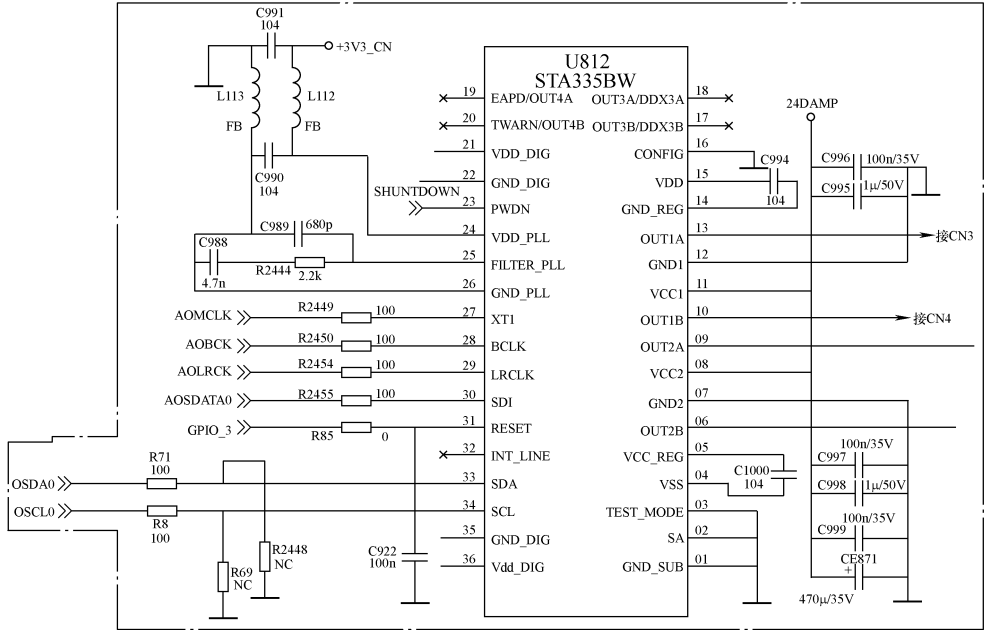 C991
104
+3V3_CN
L113
L112
FB
FB
C990
104
SHUNTDOWN
C989
680p
C988
4.7n
R2444
2.2k
AOMCLK
R2449
100
AOBCK
R2450
100
AOLRCK
R2454
100
AOSDATA0
R2455
100
GPIO_3
R85
0
OSDA0
R71
100
OSCL0
R8
100
R69
NC
R2448
NC
C922
100n
U812
STA335BW
19 EAPD/OUT4A
20 TWARN/OUT4B
21 VDD_DIG
22 GND_DIG
23 PWDN
24 VDD_PLL
25 FILTER_PLL
26 GND_PLL
27 XT1
28 BCLK
29 LRCLK
30 SDI
31 RESET
32 INT_LINE
33 SDA
34 SCL
35 GND_DIG
36 Vdd_DIG
OUT3A/DDX3A 18
OUT3B/DDX3B 17
CONFIG 16
VDD 15
GND_REG 14
OUT1A 13
GND1 12
VCC1 11
OUT1B 10
OUT2A 09
VCC2 08
GND2 07
OUT2B 06
VCC_REG 05
VSS 04
TEST_MODE 03
SA 02
GND_SUB 01
C994
104
24DAMP
C996
100n/35V
C995
1μ/50V
接CN3
接CN4
C1000
104
100n/35V
C997
C998
1μ/50V
100n/35V
C999
CE871
+
470μ/35V